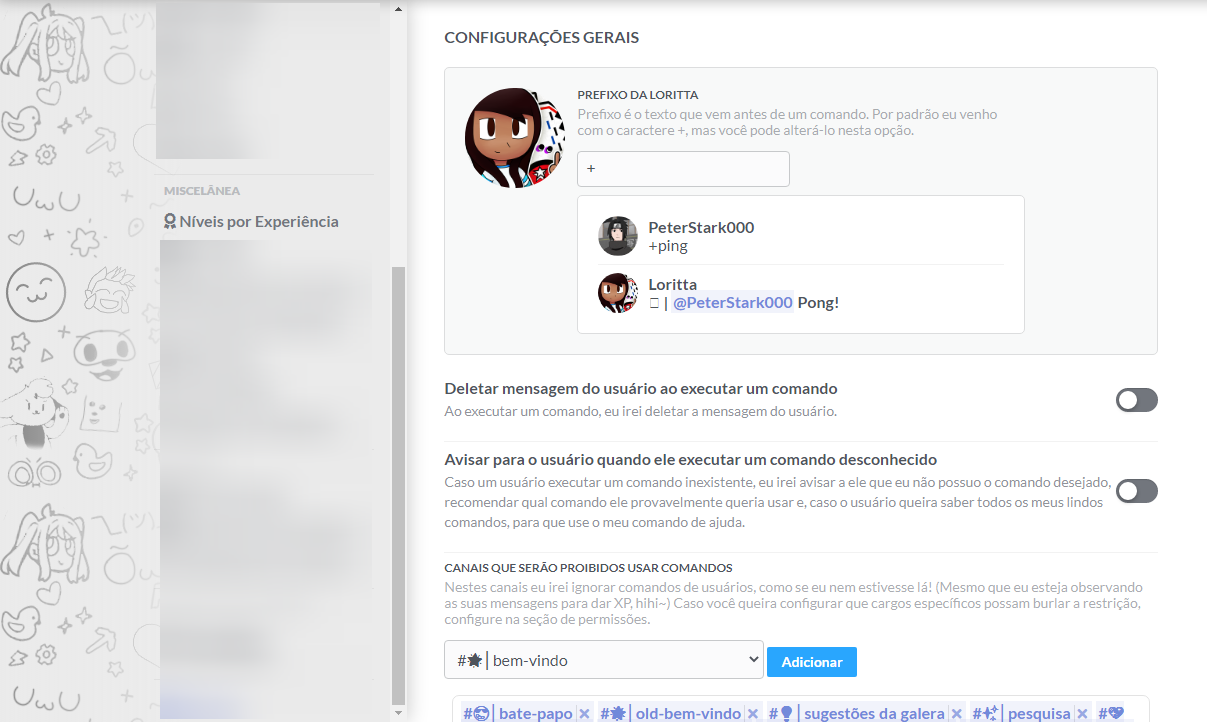 MISCELÂNEA
Níveis por Experiência
CONFIGURAÇÕES GERAIS
PREFIXO DA LORITTA
Prefixo é o texto que vem antes de um comando. Por padrão eu venho
com o caractere +, mas você pode alterá-lo nesta opção.
+
PeterStark000
+ping
Loritta
| @PeterStark000 Pong!
Deletar mensagem do usuário ao executar um comando
Ao executar um comando, eu irei deletar a mensagem do usuário.
Avisar para o usuário quando ele executar um comando desconhecido
Caso um usuário executar um comando inexistente, eu irei avisar a ele que eu não possuo o comando desejado,
recomendar qual comando ele provavelmente queria usar e, caso o usuário queira saber todos os meus lindos
comandos, para que use o meu comando de ajuda.
CANAIS QUE SERÃO PROIBIDOS USAR COMANDOS
Nestes canais eu irei ignorar comandos de usuários, como se eu nem estivesse lá! (Mesmo que eu esteja observando
as suas mensagens para dar XP, hihi~) Caso você queira configurar que cargos específicos possam burlar a restrição,
configure na seção de permissões.
#🌟| bem-vindo
Adicionar
#😎| bate-papo × #🌟| old-bem-vindo × #💡| sugestões da galera × #✨| pesquisa × #💙